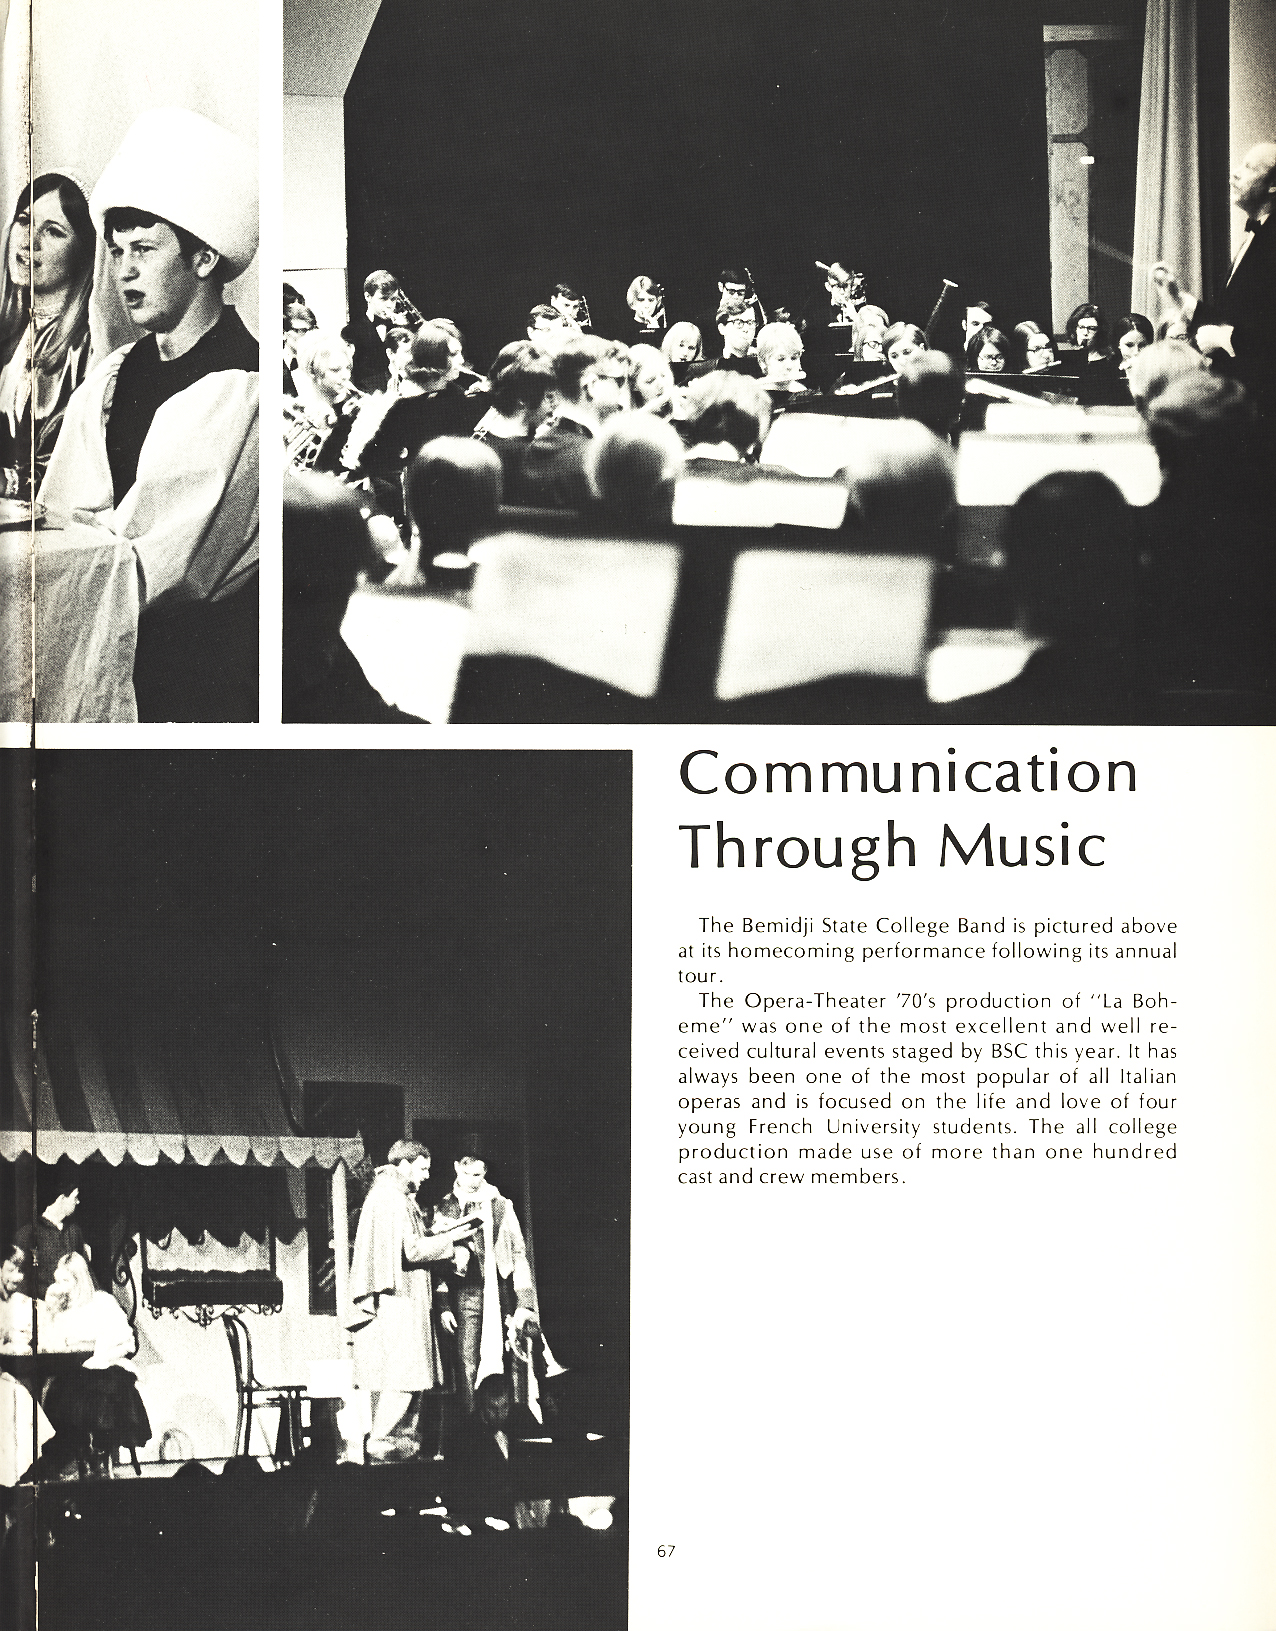 Communication
Through Music
The Bemidji State College Band is pictured above
at its homecoming performance following its annual
tour.
The Opera-Theater '70's production of "La Boh-
eme" was one of the most excellent and well re-
ceived cultural events staged by BSC this year. It has
always been one of the most popular of all Italian
operas and is focused on the life and love of four
young French University students. The all college
production made use of more than one hundred
cast and crew members.
67